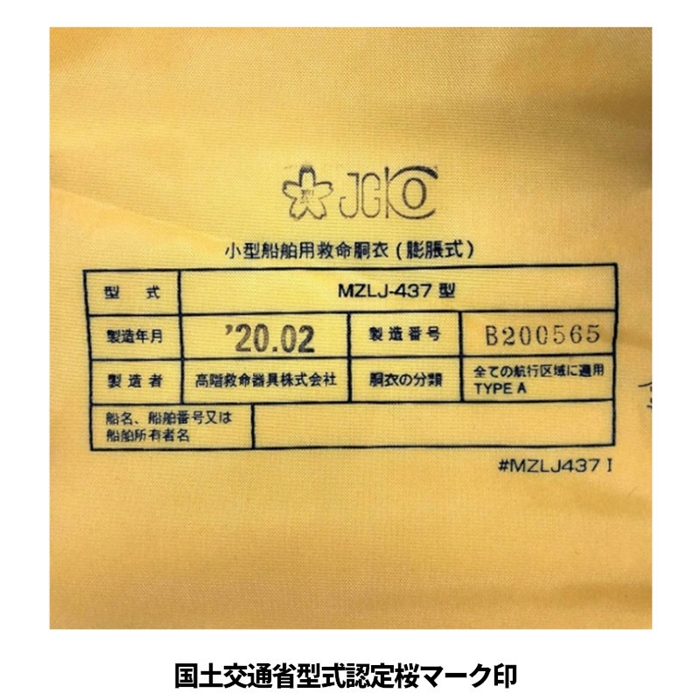 JCI
小型船舶用救命胴衣(膨脹式)
型 式 MZLJ-437 型
製造年月 '20.02 製造番号 B200565
製造者 高階救命器具株式会社 胴衣の分類 全ての航行区域に適用
TYPE A
船名、船舶番号又は
船舶所有者名
#MZLJ437 I
国土交通省型式認定桜マーク印